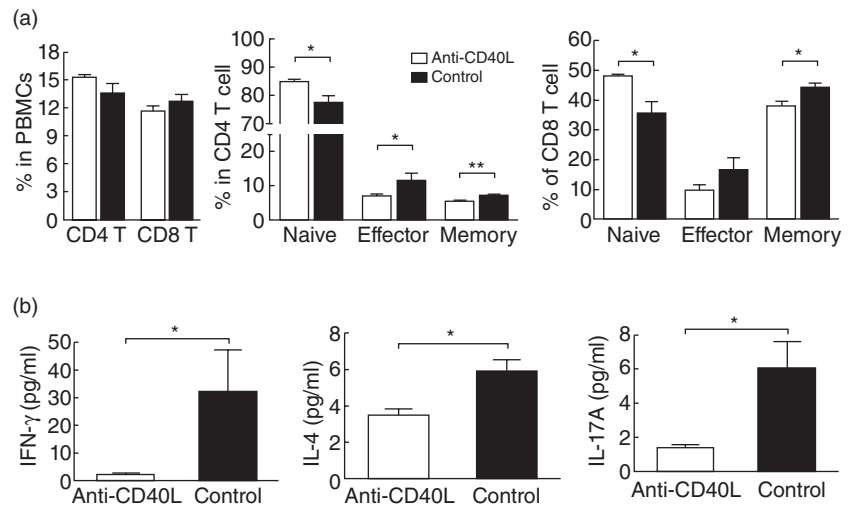 (a)
% in PBMCs
18
15
12
9
6
3
0
CD4 T CD8 T
% in CD4 T cell
100
90
80
70
20
10
0
Naive Effector Memory
* * **
Anti-CD40L
Control
% of CD8 T cell
60
50
40
30
20
10
0
Naive Effector Memory
* *
(b)
IFN-γ (pg/ml)
50
40
30
20
10
0
*
Anti-CD40L Control
IL-4 (pg/ml)
8
6
4
2
0
*
Anti-CD40L Control
IL-17A (pg/ml)
8
6
4
2
0
*
Anti-CD40L Control